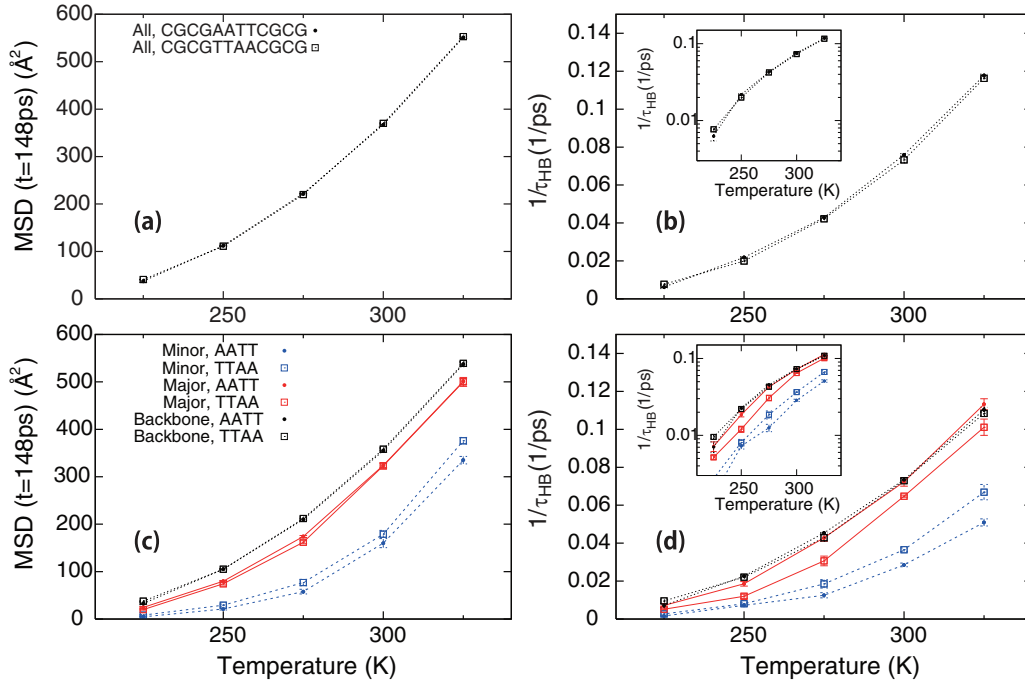 600
500
400
300
200
100
0
MSD (t=148ps) (Å²)
All, CGCGAATTCGCG
All, CGCGTTAACGCG
(a)
250
300
0.14
0.12
0.1
0.08
0.06
0.04
0.02
0
1/τHB(1/ps)
0.1
0.01
1/τHB(1/ps)
250
300
Temperature (K)
(b)
250
300
600
500
400
300
200
100
0
MSD (t=148ps) (Å²)
Minor, AATT
Minor, TTAA
Major, AATT
Major, TTAA
Backbone, AATT
Backbone, TTAA
(c)
250
300
Temperature (K)
0.14
0.12
0.1
0.08
0.06
0.04
0.02
0
1/τHB(1/ps)
0.1
0.01
1/τHB(1/ps)
250
300
Temperature (K)
(d)
250
300
Temperature (K)